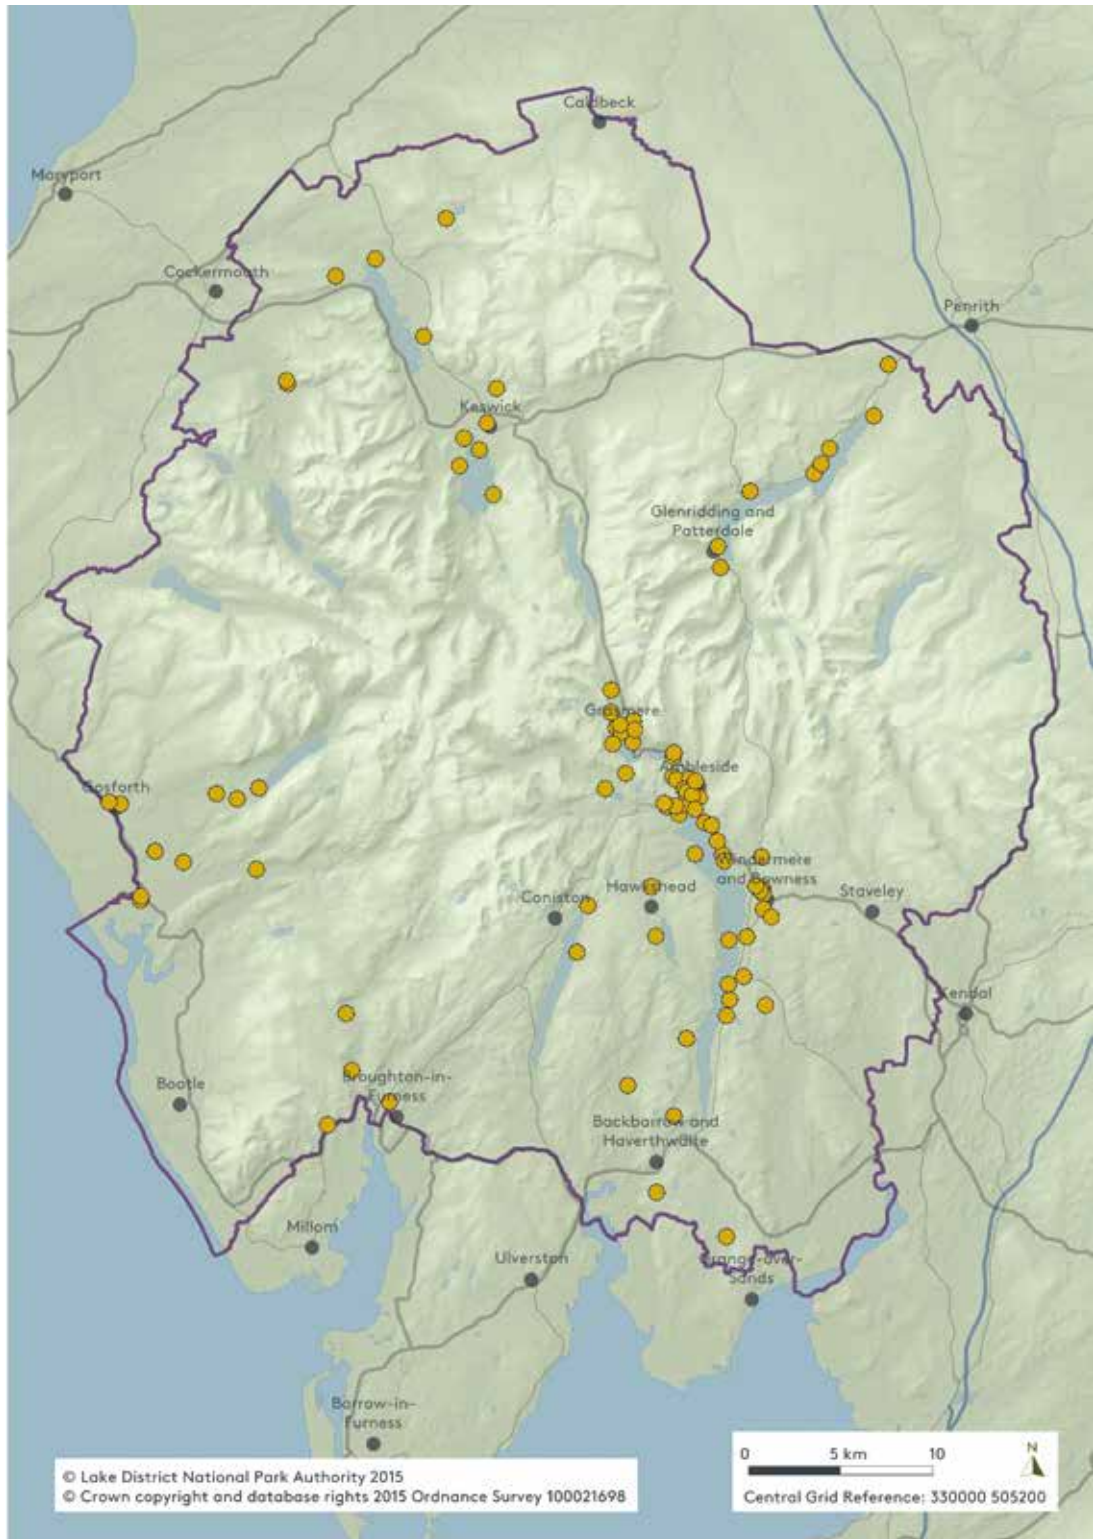 Caldbeck
Maryport
Cockermouth
Penrith
Keswick
Glenridding and
Patterdale
Grasmere
Ambleside
Gosforth
Windermere
and Bowness
Hawkshead
Coniston
Staveley
Kendal
Bootle
Broughton-in-
Furness
Backbarrow and
Haverthwaite
Millom
Ulverston
Grange-over-
Sands
Barrow-in-
Furness
0 5 km 10
N
© Lake District National Park Authority 2015
© Crown copyright and database rights 2015 Ordnance Survey 100021698
Central Grid Reference: 330000 505200